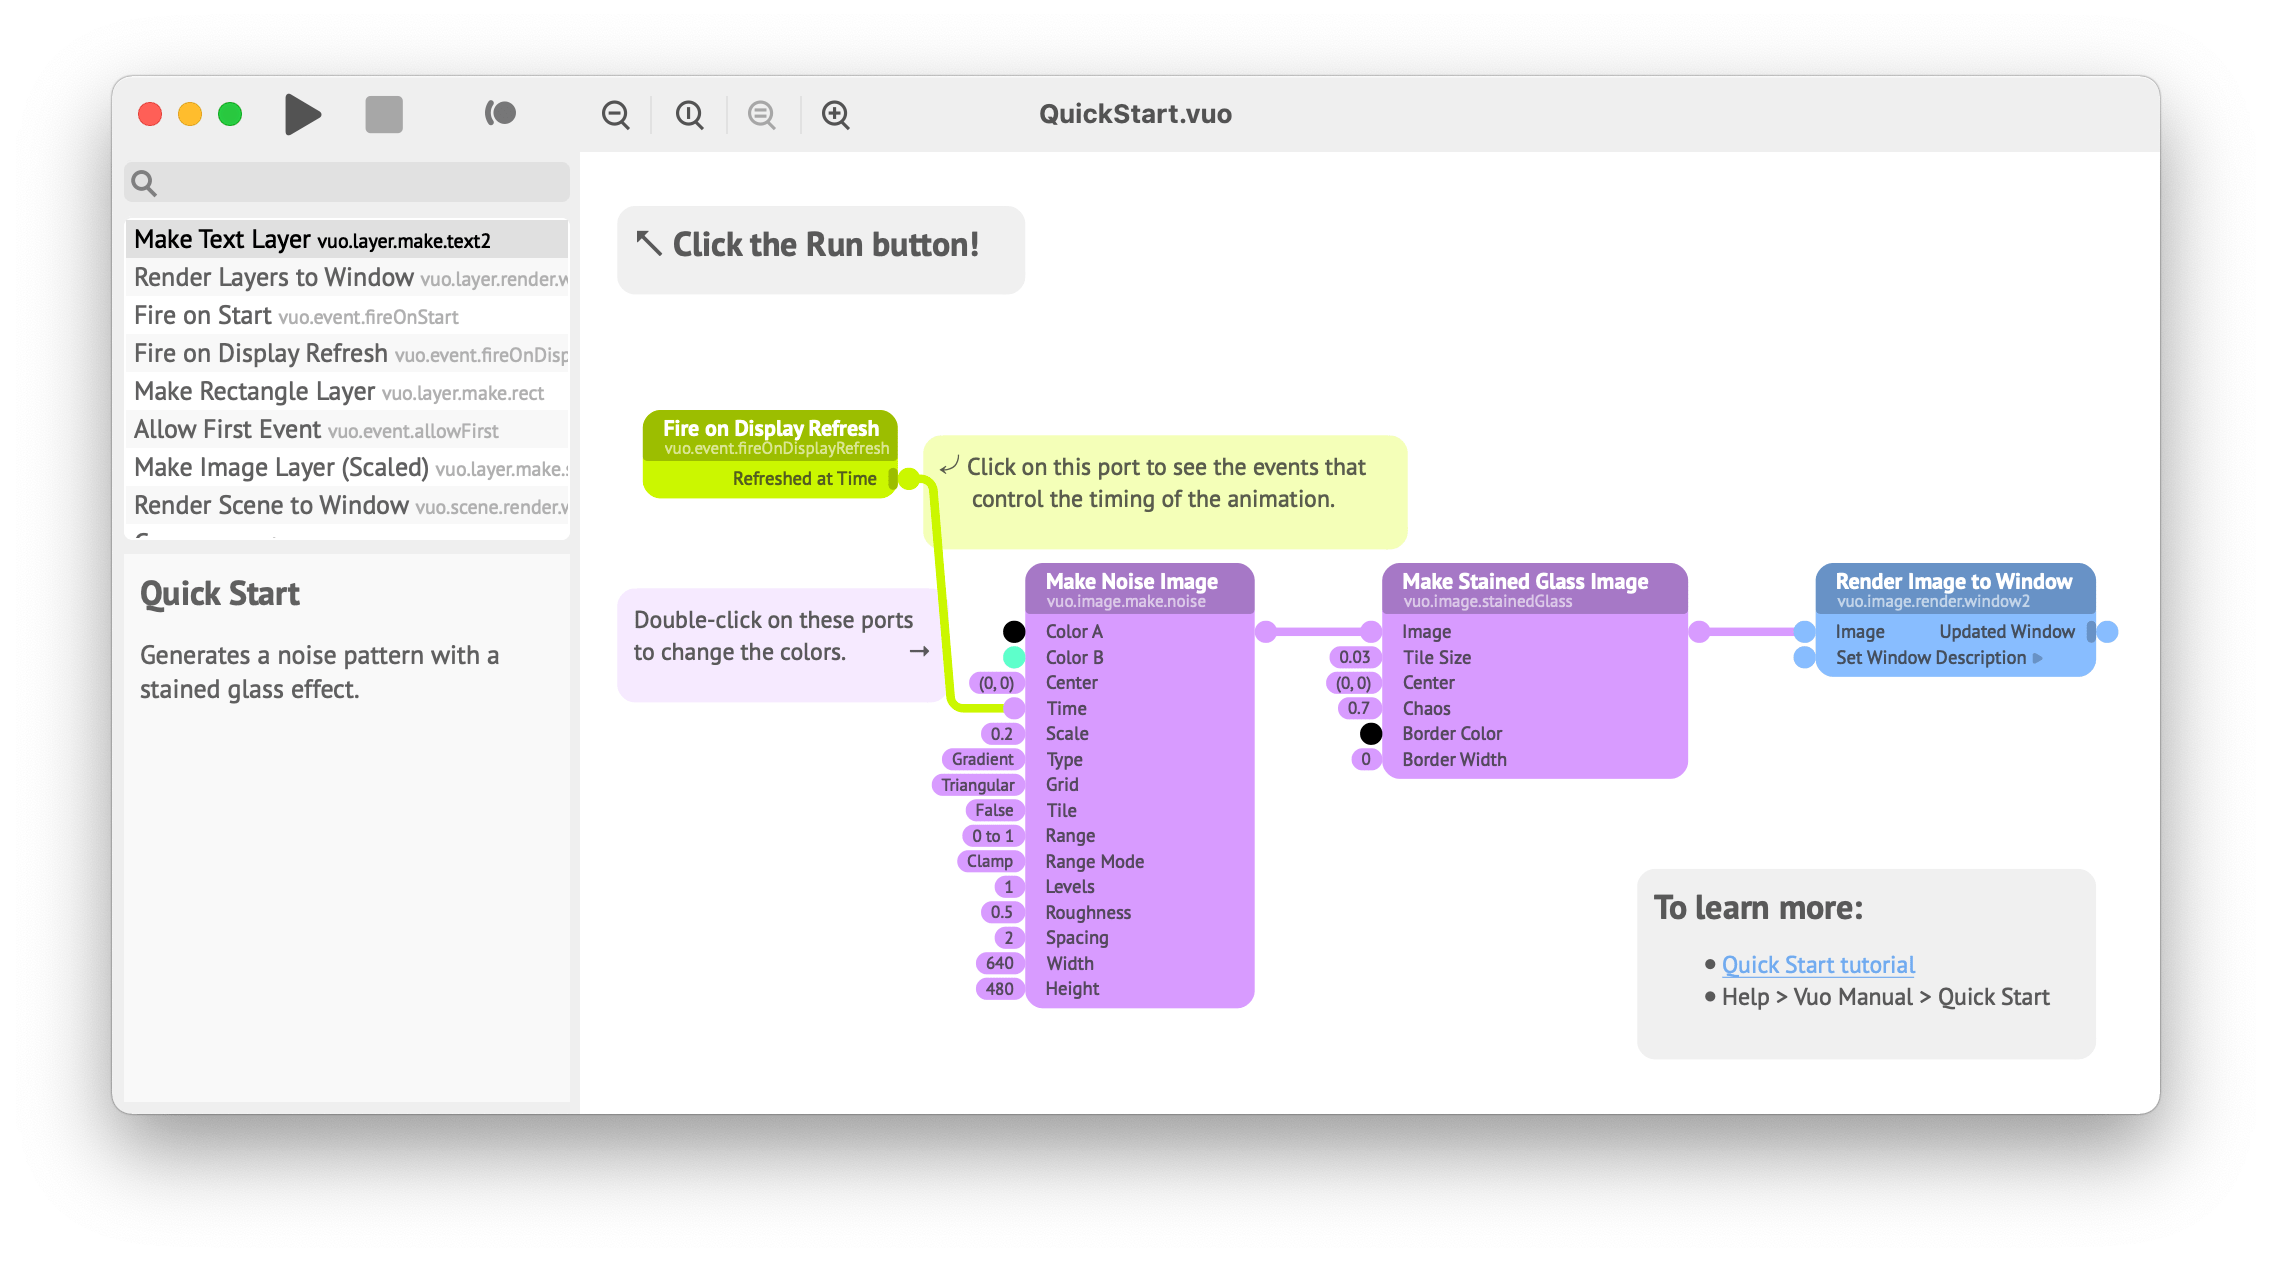 QuickStart.vuo
Make Text Layer vuo.layer.make.text2
Render Layers to Window vuo.layer.render.w
Fire on Start vuo.event.fireOnStart
Fire on Display Refresh vuo.event.fireOnDisp
Make Rectangle Layer vuo.layer.make.rect
Allow First Event vuo.event.allowFirst
Make Image Layer (Scaled) vuo.layer.make.s
Render Scene to Window vuo.scene.render.w
Quick Start
Generates a noise pattern with a
stained glass effect.
↖ Click the Run button!
Fire on Display Refresh
vuo.event.fireOnDisplayRefresh
Refreshed at Time
Click on this port to see the events that
control the timing of the animation.
Double-click on these ports
to change the colors. →
Make Noise Image
vuo.image.make.noise
Color A
Color B
(0, 0) Center
Time
0.2 Scale
Gradient Type
Triangular Grid
False Tile
0 to 1 Range
Clamp Range Mode
1 Levels
0.5 Roughness
2 Spacing
640 Width
480 Height
Make Stained Glass Image
vuo.image.stainedGlass
Image
0.03 Tile Size
(0, 0) Center
0.7 Chaos
Border Color
0 Border Width
Render Image to Window
vuo.image.render.window2
Image Updated Window
Set Window Description
To learn more:
• Quick Start tutorial
• Help > Vuo Manual > Quick Start